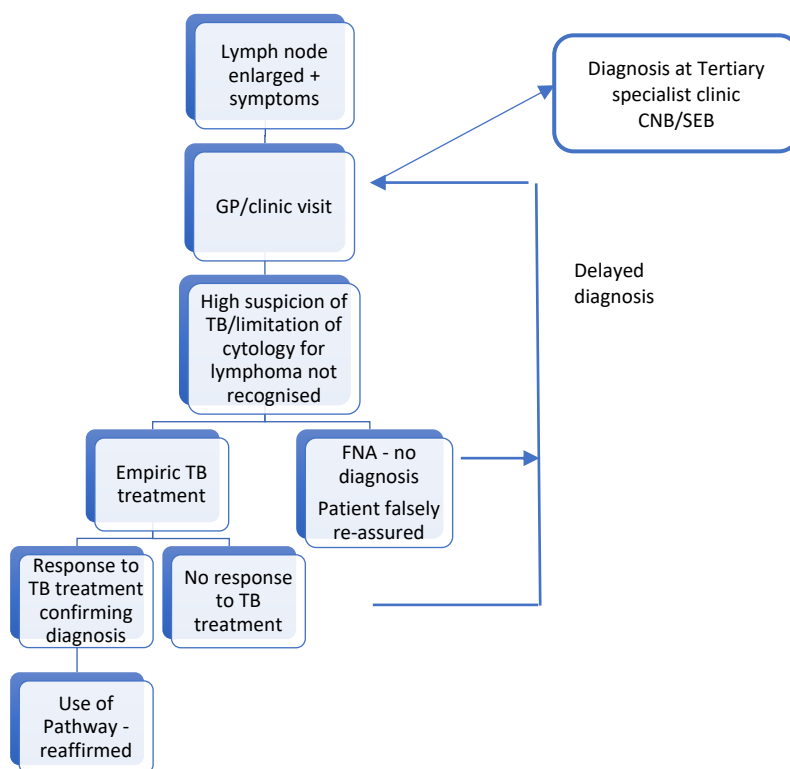 Lymph node
enlarged +
symptoms
Diagnosis at Tertiary
specialist clinic
CNB/SEB
GP/clinic visit
Delayed
diagnosis
High suspicion of
TB/limitation of
cytology for
lymphoma not
recognised
Empiric TB
treatment
FNA - no
diagnosis
Patient falsely
re-assured
Response to
TB treatment
confirming
diagnosis
No response
to TB
treatment
Use of
Pathway -
reaffirmed